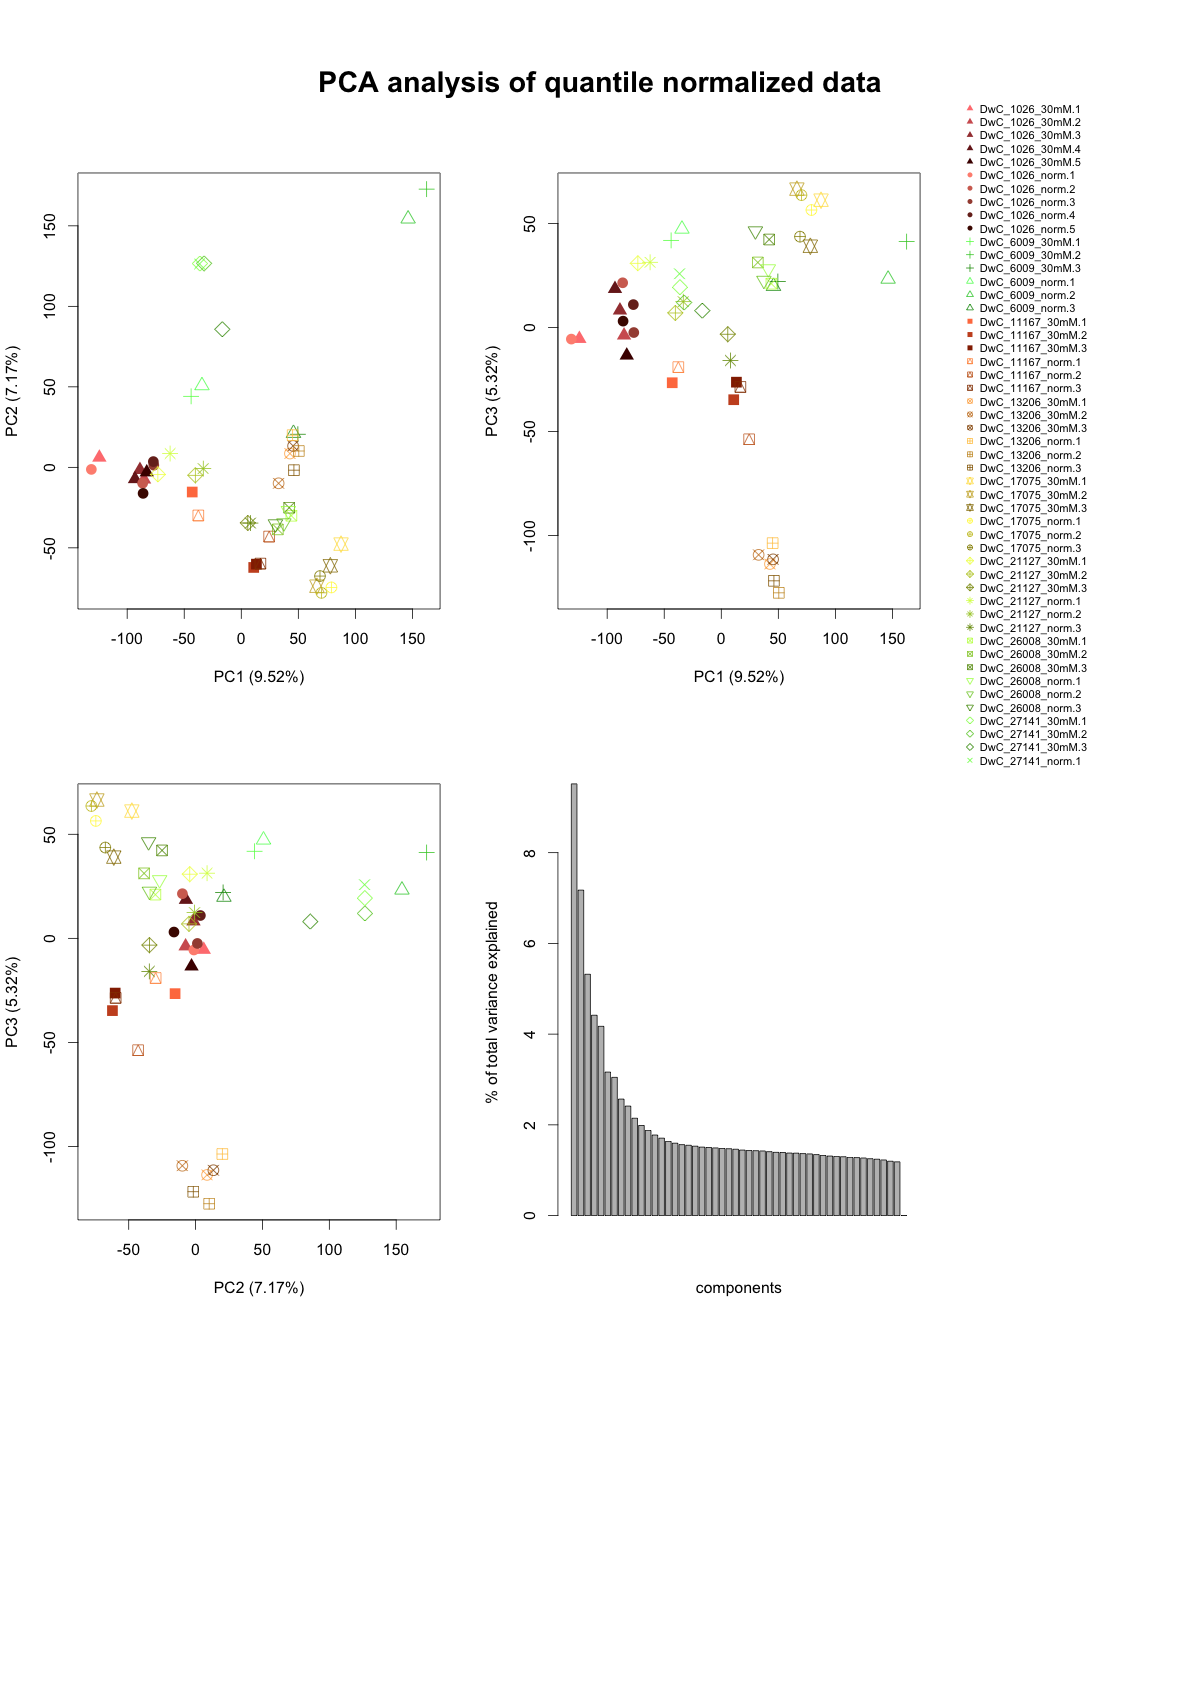 PCA analysis of quantile normalized data
DwC_1026_30mM.1
DwC_1026_30mM.2
DwC_1026_30mM.3
DwC_1026_30mM.4
DwC_1026_30mM.5
DwC_1026_norm.1
DwC_1026_norm.2
DwC_1026_norm.3
DwC_1026_norm.4
DwC_1026_norm.5
DwC_6009_30mM.1
DwC_6009_30mM.2
DwC_6009_30mM.3
DwC_6009_norm.1
DwC_6009_norm.2
DwC_6009_norm.3
DwC_11167_30mM.1
DwC_11167_30mM.2
DwC_11167_30mM.3
DwC_11167_norm.1
DwC_11167_norm.2
DwC_11167_norm.3
DwC_13206_30mM.1
DwC_13206_30mM.2
DwC_13206_30mM.3
DwC_13206_norm.1
DwC_13206_norm.2
DwC_13206_norm.3
DwC_17075_30mM.1
DwC_17075_30mM.2
DwC_17075_30mM.3
DwC_17075_norm.1
DwC_17075_norm.2
DwC_17075_norm.3
DwC_21127_30mM.1
DwC_21127_30mM.2
DwC_21127_30mM.3
DwC_21127_norm.1
DwC_21127_norm.2
DwC_21127_norm.3
DwC_26008_30mM.1
DwC_26008_30mM.2
DwC_26008_30mM.3
DwC_26008_norm.1
DwC_26008_norm.2
DwC_26008_norm.3
DwC_27141_30mM.1
DwC_27141_30mM.2
DwC_27141_30mM.3
DwC_27141_norm.1
PC2 (7.17%)
150
100
50
0
-50
-100 -50 0 50 100 150
PC1 (9.52%)
PC3 (5.32%)
50
0
-50
-100
-100 -50 0 50 100 150
PC1 (9.52%)
PC3 (5.32%)
50
0
-50
-100
-50 0 50 100 150
PC2 (7.17%)
% of total variance explained
8
6
4
2
0
components